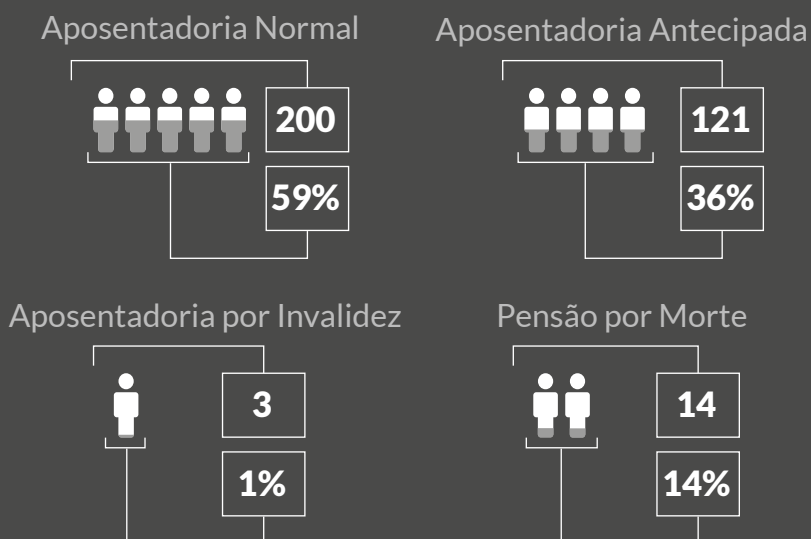 Aposentadoria Normal
200
59%
Aposentadoria Antecipada
121
36%
Aposentadoria por Invalidez
3
1%
Pensão por Morte
14
14%